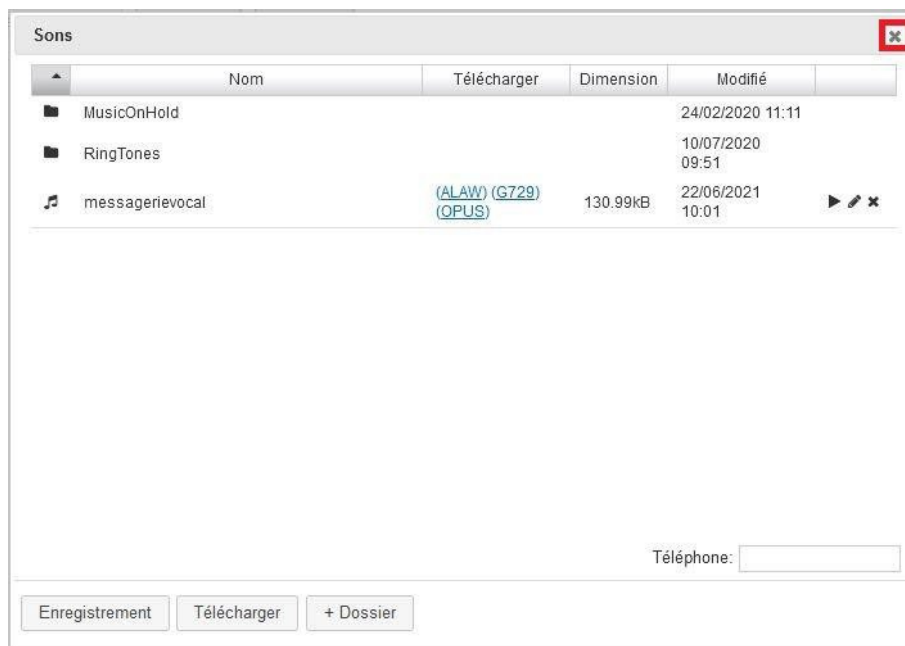 Sons
Nom Télécharger Dimension Modifié
MusicOnHold 24/02/2020 11:11
RingTones 10/07/2020
09:51
messagerievocal (ALAW) (G729)
(OPUS) 130.99kB 22/06/2021
10:01
Téléphone:
Enregistrement Télécharger + Dossier